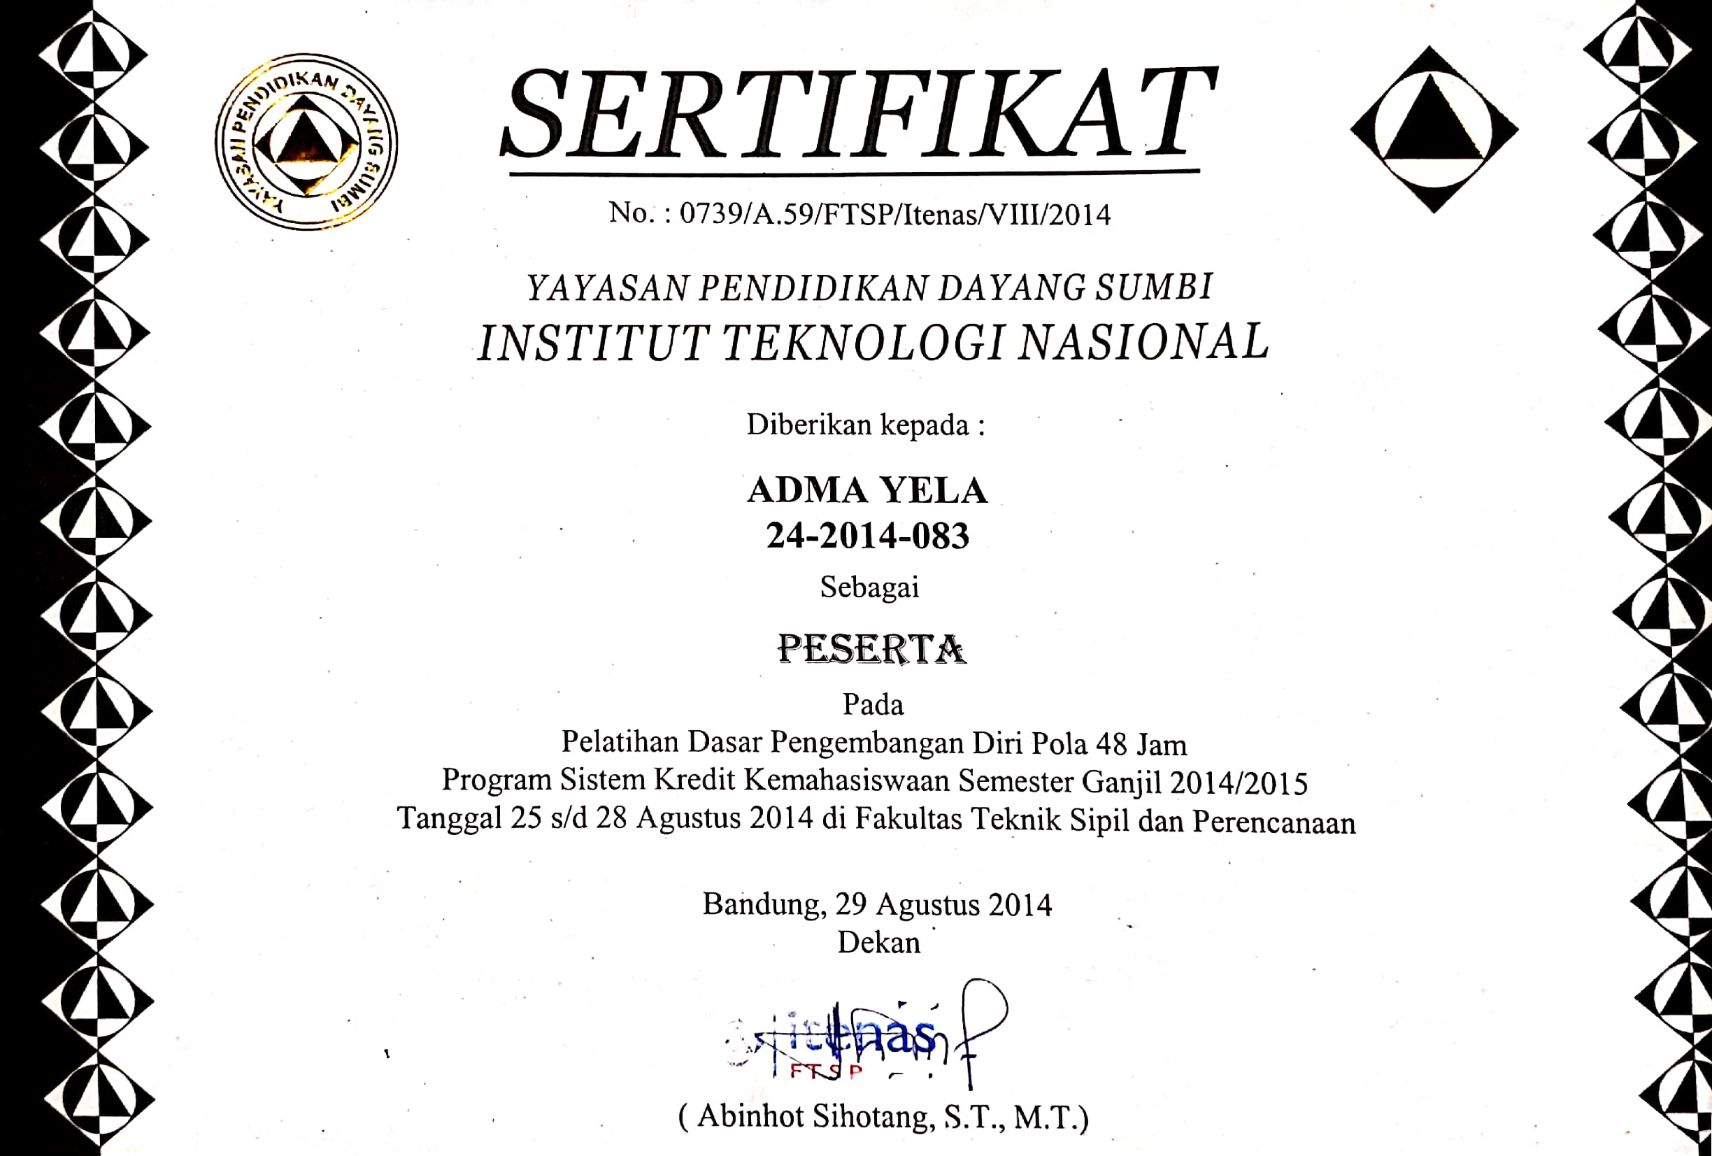 YAYASAN PENDIDIKAN DAYANG SUMBI
SERTIFIKAT
No. : 0739/A.59/FTSP/Itenas/VIII/2014
YAYASAN PENDIDIKAN DAYANG SUMBI
INSTITUT TEKNOLOGI NASIONAL
Diberikan kepada :
ADMA YELA
24-2014-083
Sebagai
PESERTA
Pada
Pelatihan Dasar Pengembangan Diri Pola 48 Jam
Program Sistem Kredit Kemahasiswaan Semester Ganjil 2014/2015
Tanggal 25 s/d 28 Agustus 2014 di Fakultas Teknik Sipil dan Perencanaan
Bandung, 29 Agustus 2014
Dekan
itenas
FTSP
( Abinhot Sihotang, S.T., M.T.)